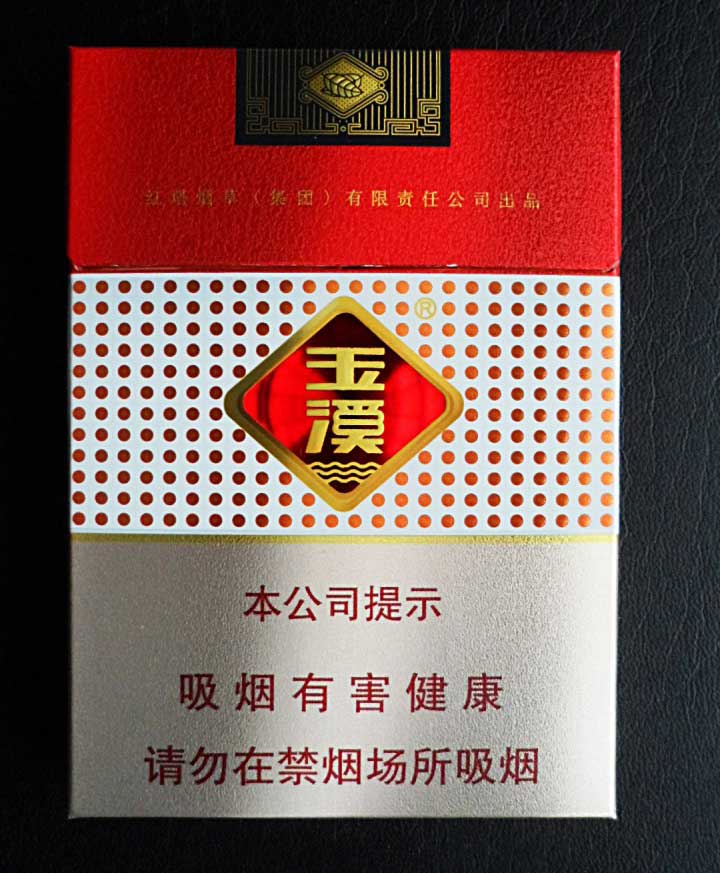 红塔烟草（集团）有限责任公司出品
®
玉
溪
本公司提示
吸烟有害健康
请勿在禁烟场所吸烟